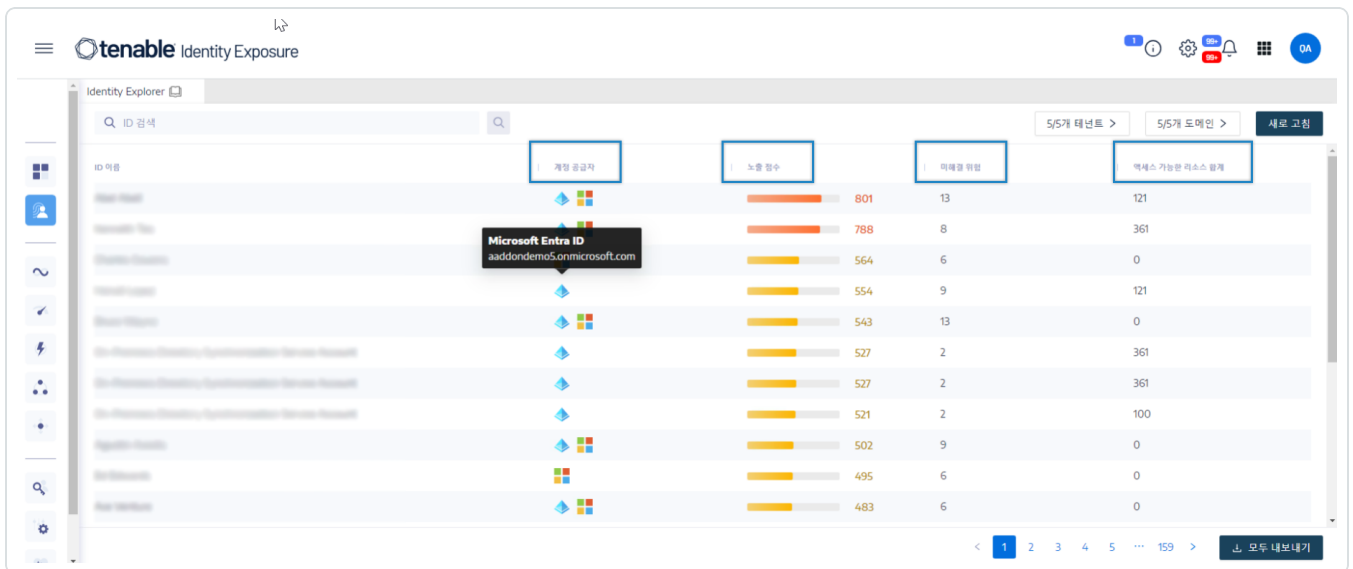 tenable Identity Exposure
1
99+
99+
QA
Identity Explorer
ID 검색
5/5개 테넌트 >
5/5개 도메인 >
새로 고침
ID 이름
계정 공급자
노출 점수
미해결 위험
액세스 가능한 리소스 합계
801 13 121
788 8 361
Microsoft Entra ID
aaddondemo5.onmicrosoft.com
564 6 0
554 9 121
543 13 0
527 2 361
527 2 361
521 2 100
502 9 0
495 6 0
483 6 0
< 1 2 3 4 5 ··· 159 >
모두 내보내기